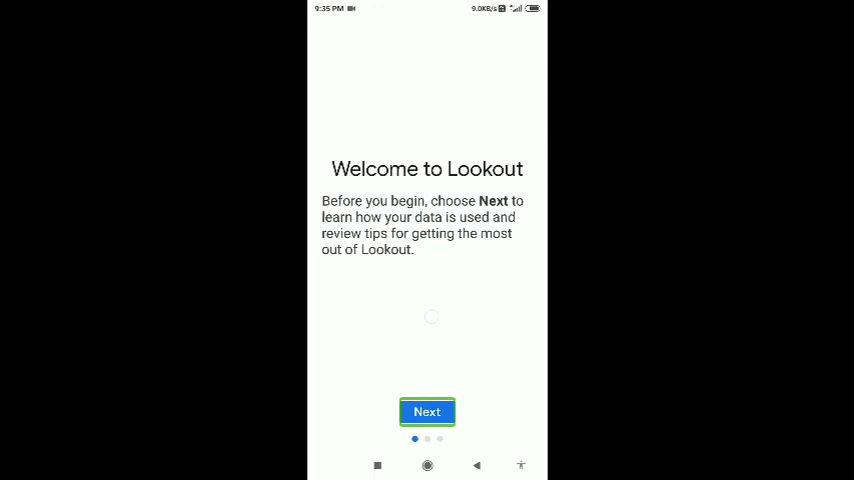 9:35 PM
9.0KB/s
Welcome to Lookout
Before you begin, choose Next to
learn how your data is used and
review tips for getting the most
out of Lookout.
Next